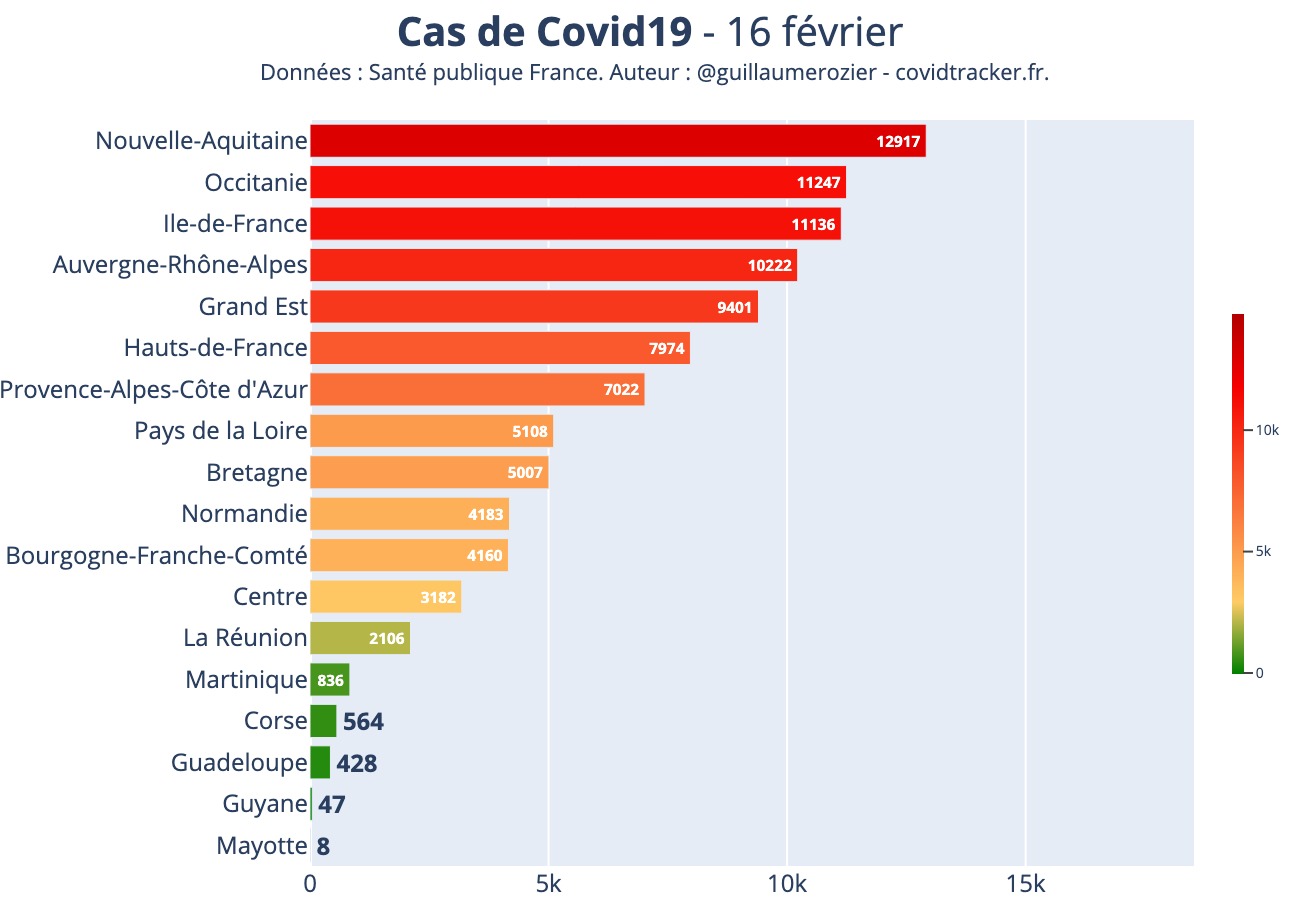 Cas de Covid19 - 16 février
Données : Santé publique France. Auteur : @guillaumerozier - covidtracker.fr.
Nouvelle-Aquitaine 12917
Occitanie 11247
Ile-de-France 11136
Auvergne-Rhône-Alpes 10222
Grand Est 9401
Hauts-de-France 7974
Provence-Alpes-Côte d'Azur 7022
Pays de la Loire 5108
Bretagne 5007
Normandie 4183
Bourgogne-Franche-Comté 4160
Centre 3182
La Réunion 2106
Martinique 836
Corse 564
Guadeloupe 428
Guyane 47
Mayotte 8
0 5k 10k 15k
10k
5k
0